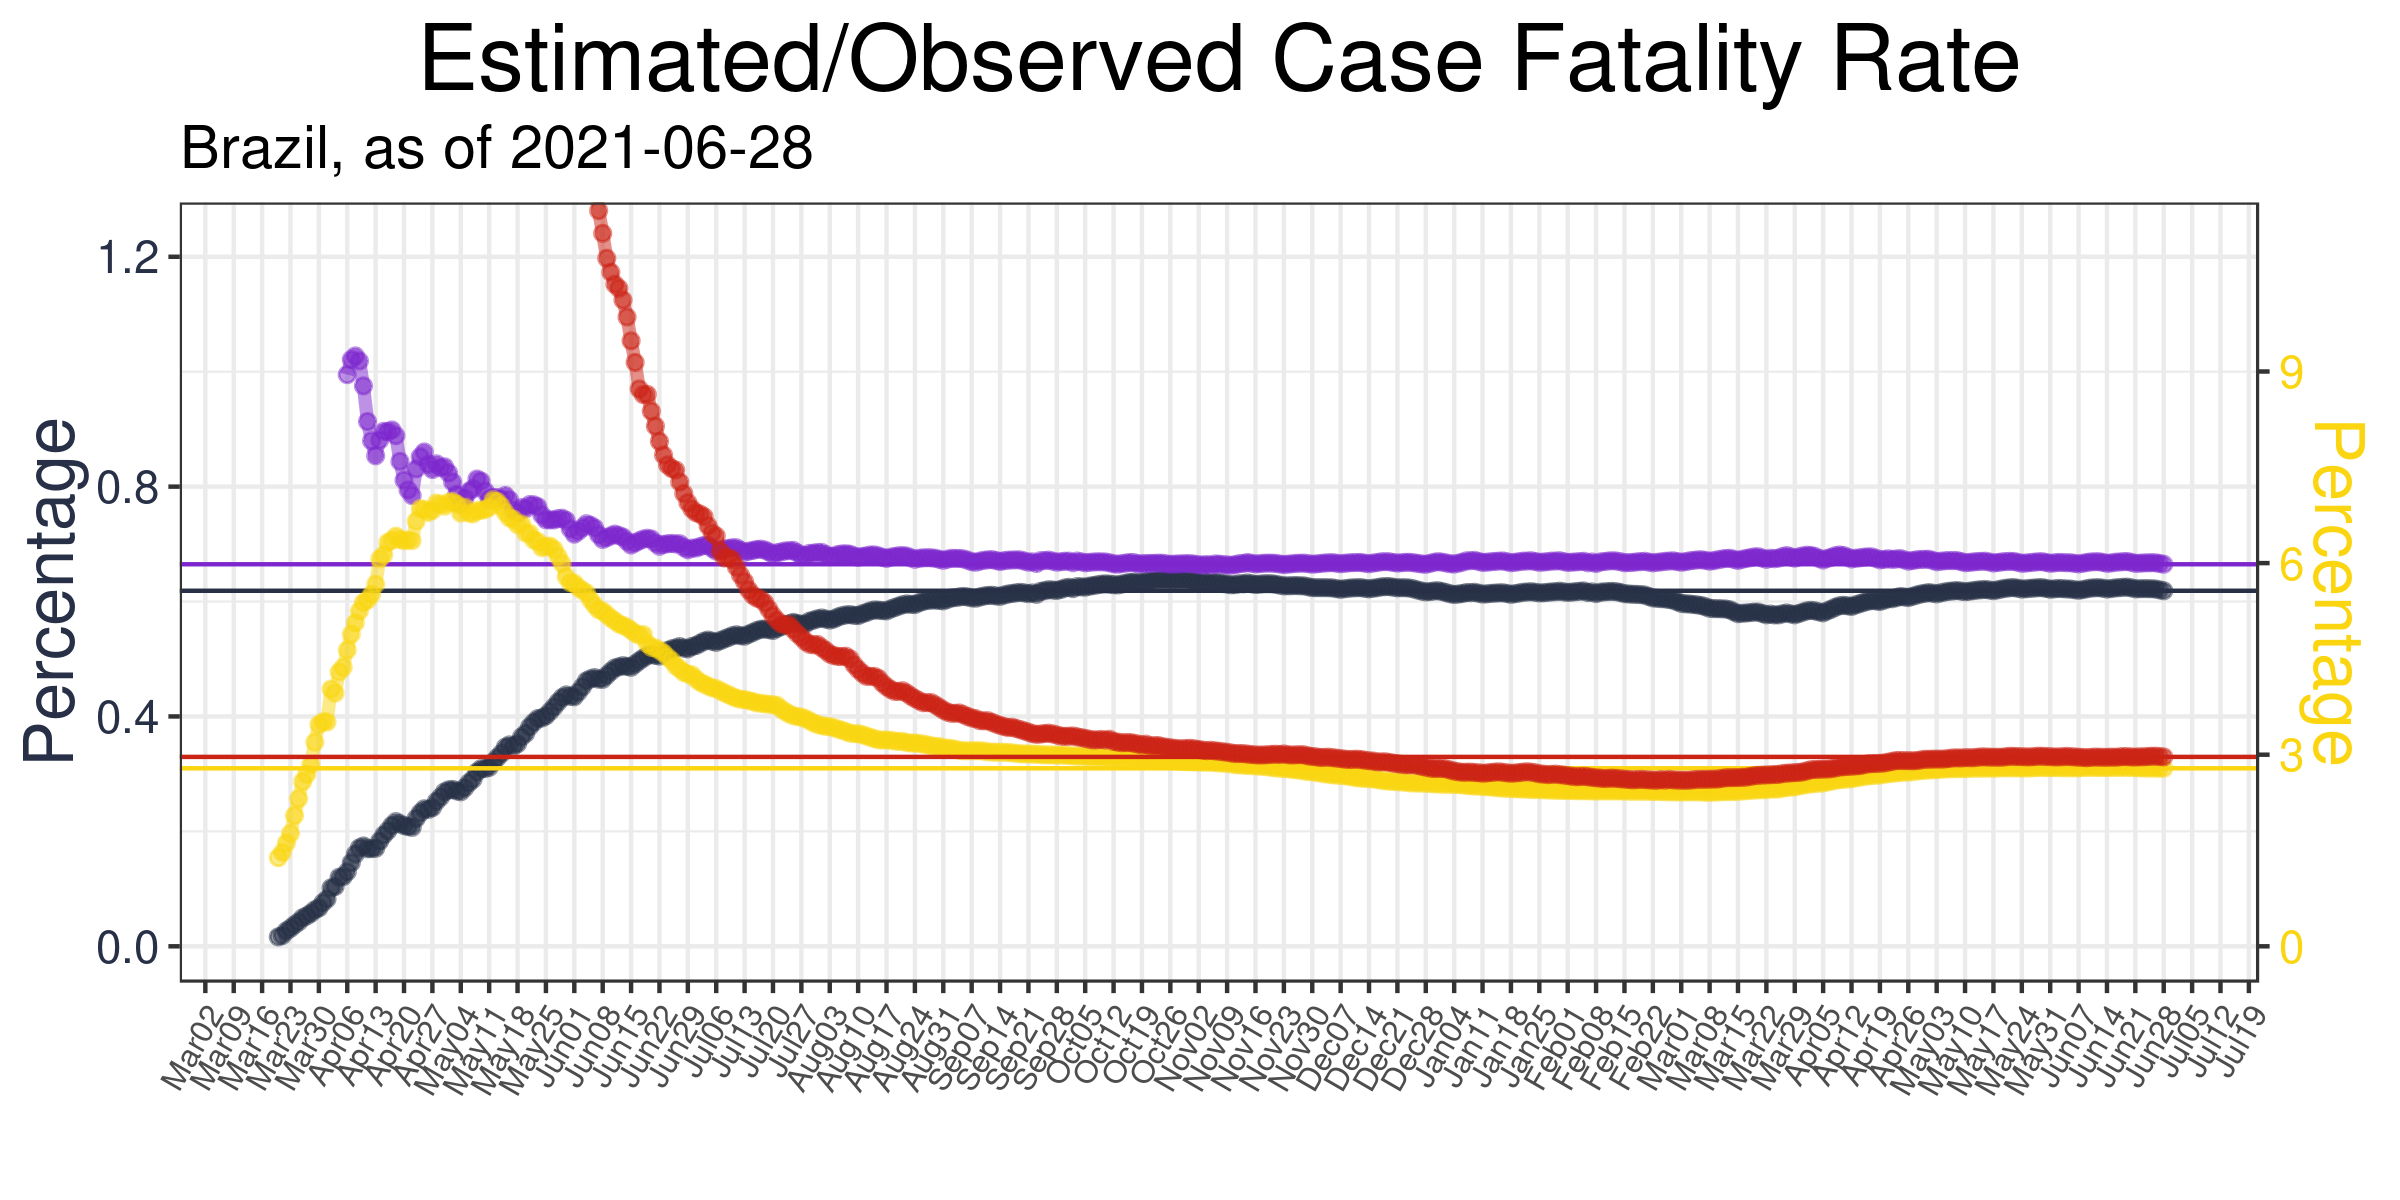 Estimated/Observed Case Fatality Rate
Brazil, as of 2021-06-28
Percentage
1.2
0.8
0.4
0.0
9
6
3
0
Percentage
Mar02
Mar09
Mar16
Mar23
Mar30
Apr06
Apr13
Apr20
Apr27
May04
May11
May18
May25
Jun01
Jun08
Jun15
Jun22
Jun29
Jul06
Jul13
Jul20
Jul27
Aug03
Aug10
Aug17
Aug24
Aug31
Sep07
Sep14
Sep21
Sep28
Oct05
Oct12
Oct19
Oct26
Nov02
Nov09
Nov16
Nov23
Nov30
Dec07
Dec14
Dec21
Dec28
Jan04
Jan11
Jan18
Jan25
Feb01
Feb08
Feb15
Feb22
Mar01
Mar08
Mar15
Mar22
Mar29
Apr05
Apr12
Apr19
Apr26
May03
May10
May17
May24
May31
May07
Jun14
Jun21
Jun28
Jul05
Jul12
Jul19